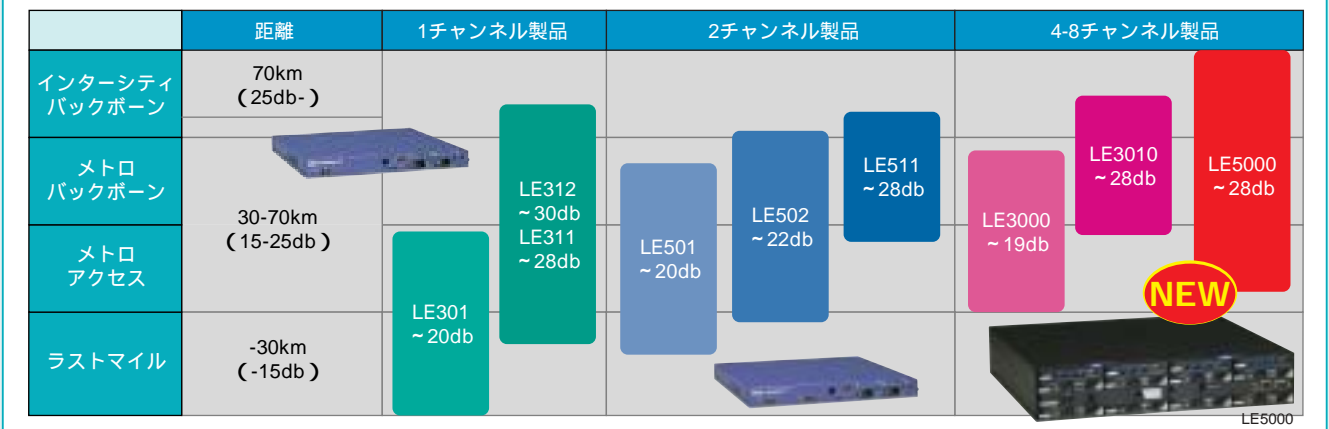 距離
1チャンネル製品
2チャンネル製品
4-8チャンネル製品
インターシティ
バックボーン
70km
(25db-)
メトロ
バックボーン
30-70km
(15-25db)
メトロ
アクセス
ラストマイル
-30km
(-15db)
LE301
~20db
LE312
~30db
LE311
~28db
LE501
~20db
LE502
~22db
LE511
~28db
LE3000
~19db
LE3010
~28db
LE5000
~28db
NEW
LE5000